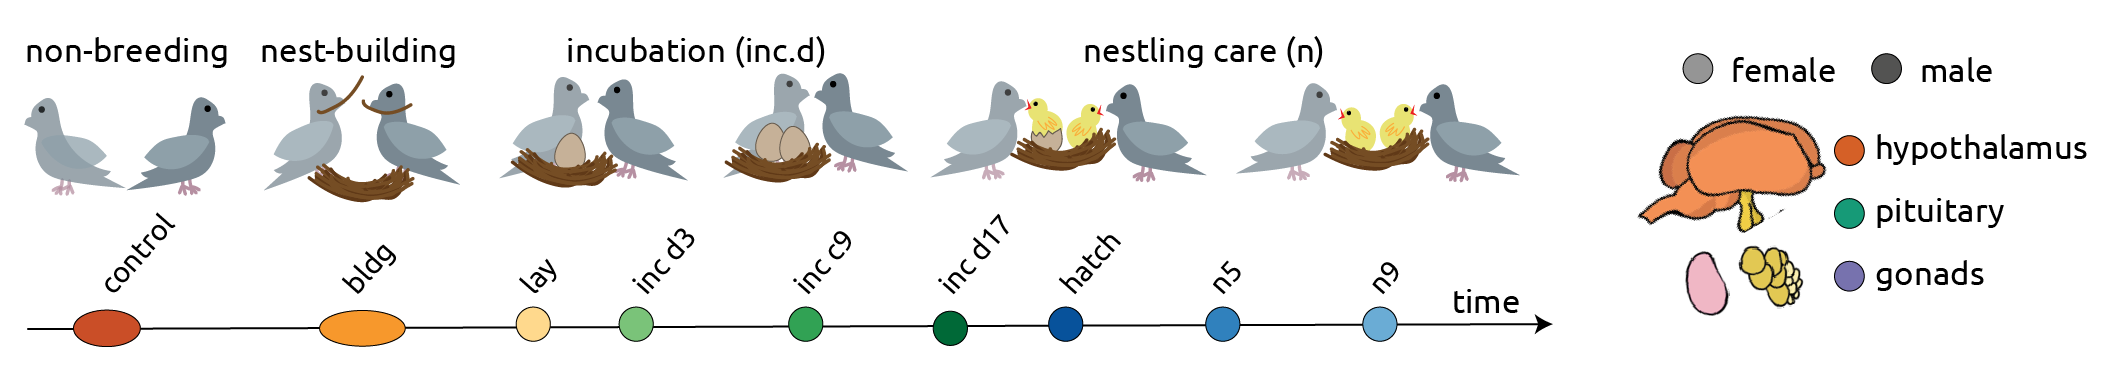 non-breeding
nest-building
incubation (inc.d)
nestling care (n)
female
male
hypothalamus
pituitary
gonads
control
bldg
lay
inc d3
inc c9
inc d17
hatch
n5
n9
time